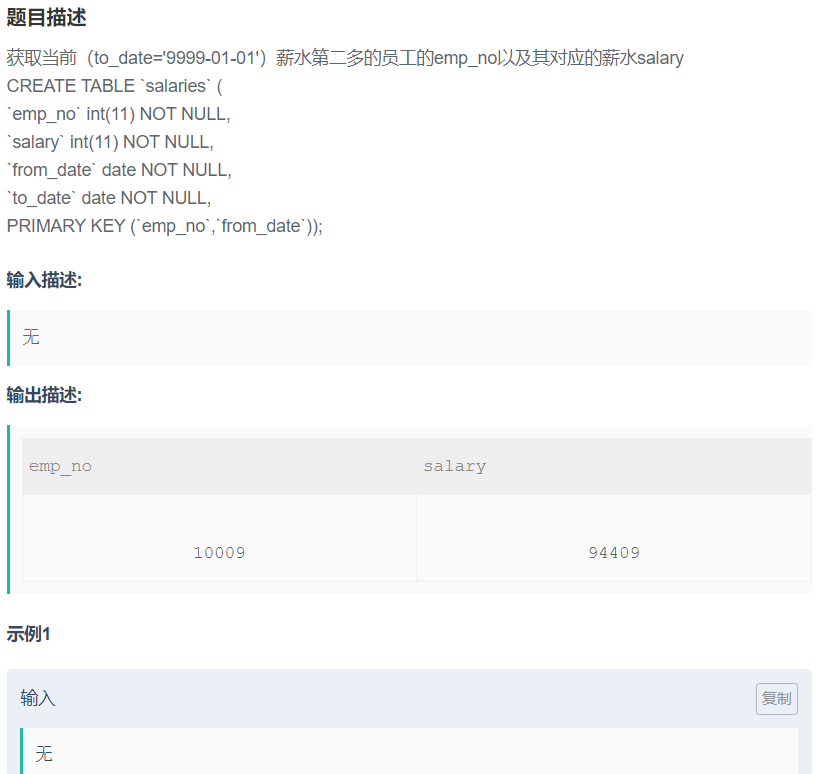 题目描述
获取当前（to_date='9999-01-01'）薪水第二多的员工的emp_no以及其对应的薪水salary
CREATE TABLE `salaries` (
`emp_no` int(11) NOT NULL,
`salary` int(11) NOT NULL,
`from_date` date NOT NULL,
`to_date` date NOT NULL,
PRIMARY KEY (`emp_no`,`from_date`));
输入描述:
无
输出描述:
emp_no salary
10009 94409
示例1
输入 复制
无